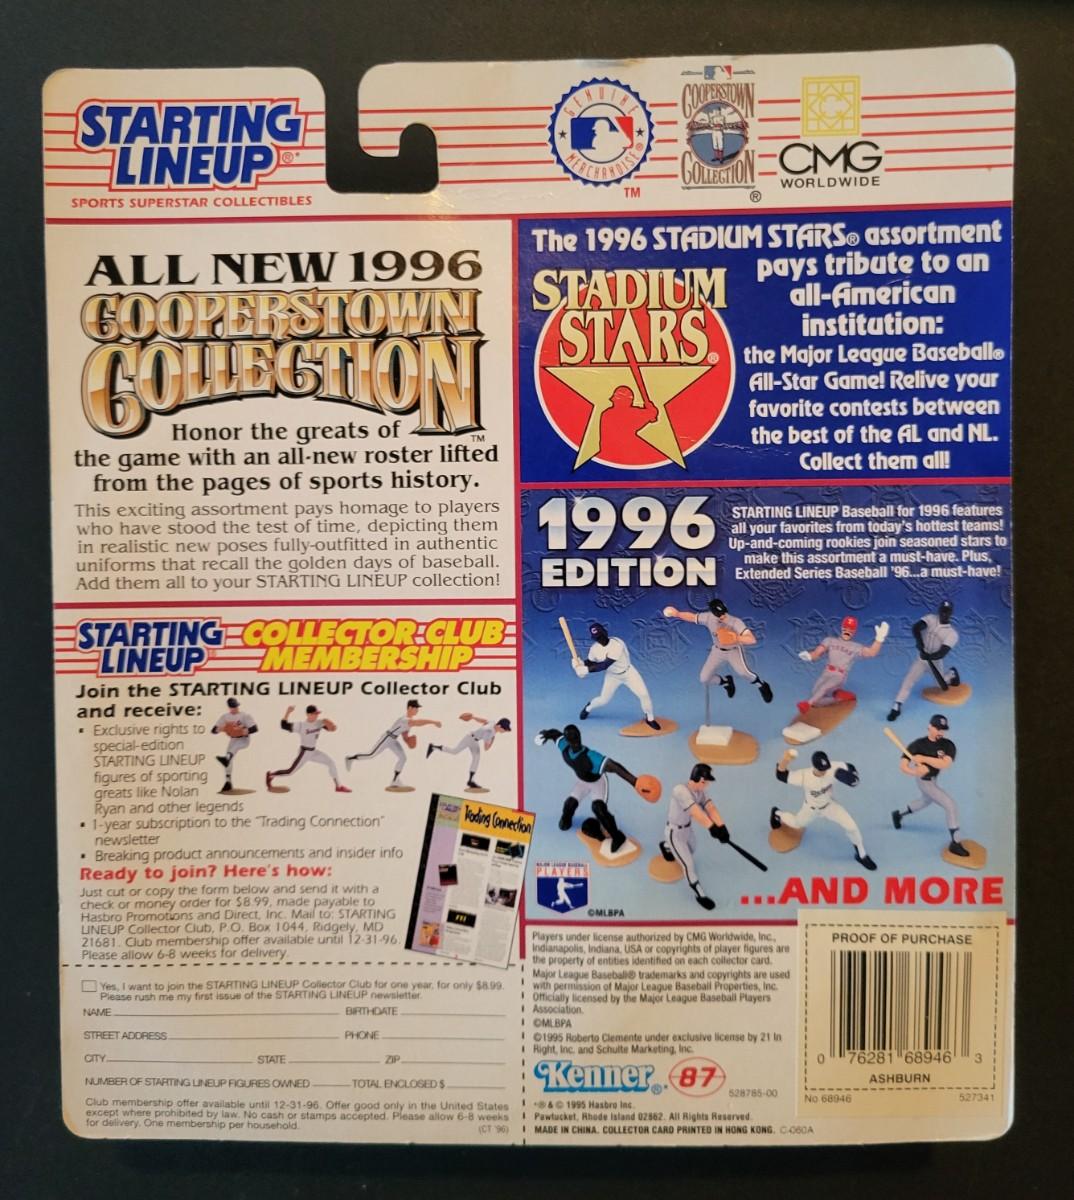 STARTING
LINEUP®*
SPORTS SUPERSTAR COLLECTIBLES
GENUINE
MERCHANDISE
TM
COOPERSTOWN
COLLECTION
®
CMG
WORLDWIDE
ALL NEW 1996
COOPERSTOWN
COLLECTION
TM
Honor the greats of
the game with an all-new roster lifted
from the pages of sports history.
This exciting assortment pays homage to players
who have stood the test of time, depicting them
in realistic new poses fully-outfitted in authentic
uniforms that recall the golden days of baseball.
Add them all to your STARTING LINEUP collection!
The 1996 STADIUM STARS® assortment
pays tribute to an
all-American
institution:
the Major League Baseball®
All-Star Game! Relive your
favorite contests between
the best of the AL and NL.
Collect them all!
STADIUM
STARS®
1996
EDITION
STARTING LINEUP Baseball for 1996 features
all your favorites from today's hottest teams!
Up-and-coming rookies join seasoned stars to
make this assortment a must-have. Plus,
Extended Series Baseball '96...a must-have!
MAJOR LEAGUE BASEBALL
PLAYERS
©MLBPA
...AND MORE
STARTING
LINEUP®
COLLECTOR CLUB
MEMBERSHIP
Join the STARTING LINEUP Collector Club
and receive:
• Exclusive rights to
special-edition
STARTING LINEUP
figures of sporting
greats like Nolan
Ryan and other legends
• 1-year subscription to the "Trading Connection"
newsletter
• Breaking product announcements and insider info
Trading Connection
Ready to join? Here's how:
Just cut or copy the form below and send it with a
check or money order for $8.99, made payable to
Hasbro Promotions and Direct, Inc. Mail to: STARTING
LINEUP Collector Club, P.O. Box 1044, Ridgely, MD
21681. Club membership offer available until 12-31-96.
Please allow 6-8 weeks for delivery.
Yes, I want to join the STARTING LINEUP Collector Club for one year, for only $8.99.
Please rush me my first issue of the STARTING LINEUP newsletter.
NAME BIRTHDATE
STREET ADDRESS PHONE
CITY STATE ZIP
NUMBER OF STARTING LINEUP FIGURES OWNED TOTAL ENCLOSED $
Club membership offer available until 12-31-96. Offer good only in the United States
except where prohibited by law. No cash or stamps accepted. Please allow 6-8 weeks
for delivery. One membership per household. (CT '96)
Players under license authorized by CMG Worldwide, Inc.,
Indianapolis, Indiana, USA or copyrights of player figures are
the property of entities identified on each collector card.
Major League Baseball® trademarks and copyrights are used
with permission of Major League Baseball Properties, Inc.
Officially licensed by the Major League Baseball Players
Association.
©MLBPA
©1995 Roberto Clemente under exclusive license by 21 In
Right, Inc. and Schulte Marketing, Inc.
Kenner®. 87
528785-00
*® & © 1995 Hasbro Inc.
Pawtucket, Rhode Island 02862. All Rights Reserved.
MADE IN CHINA. COLLECTOR CARD PRINTED IN HONG KONG. C-060A
PROOF OF PURCHASE
0 76281 68946 3
ASHBURN
No 68946 527341